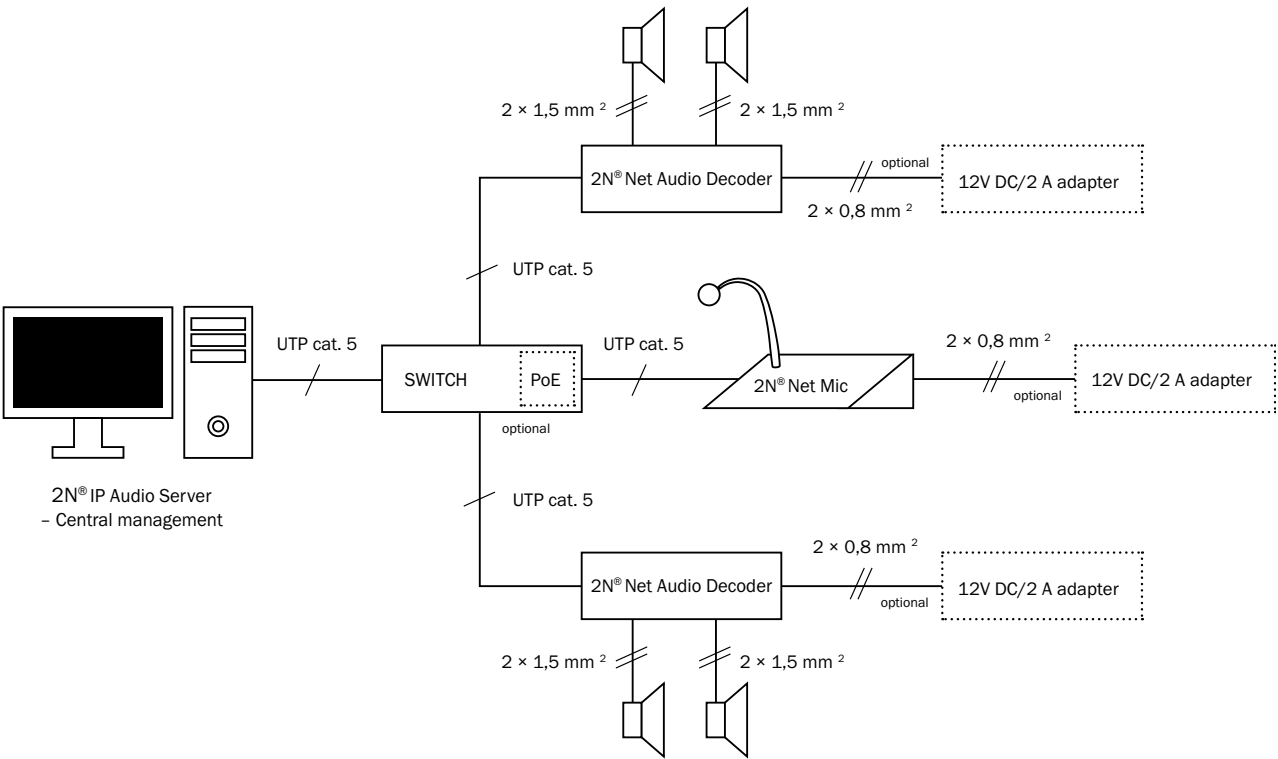 2 × 1,5 mm ²
2 × 1,5 mm ²
2N® Net Audio Decoder
optional
2 × 0,8 mm ²
12V DC/2 A adapter
UTP cat. 5
UTP cat. 5
SWITCH
PoE
optional
UTP cat. 5
2N® Net Mic
2 × 0,8 mm ²
optional
12V DC/2 A adapter
2N® IP Audio Server
– Central management
UTP cat. 5
2N® Net Audio Decoder
2 × 0,8 mm ²
optional
12V DC/2 A adapter
2 × 1,5 mm ²
2 × 1,5 mm ²